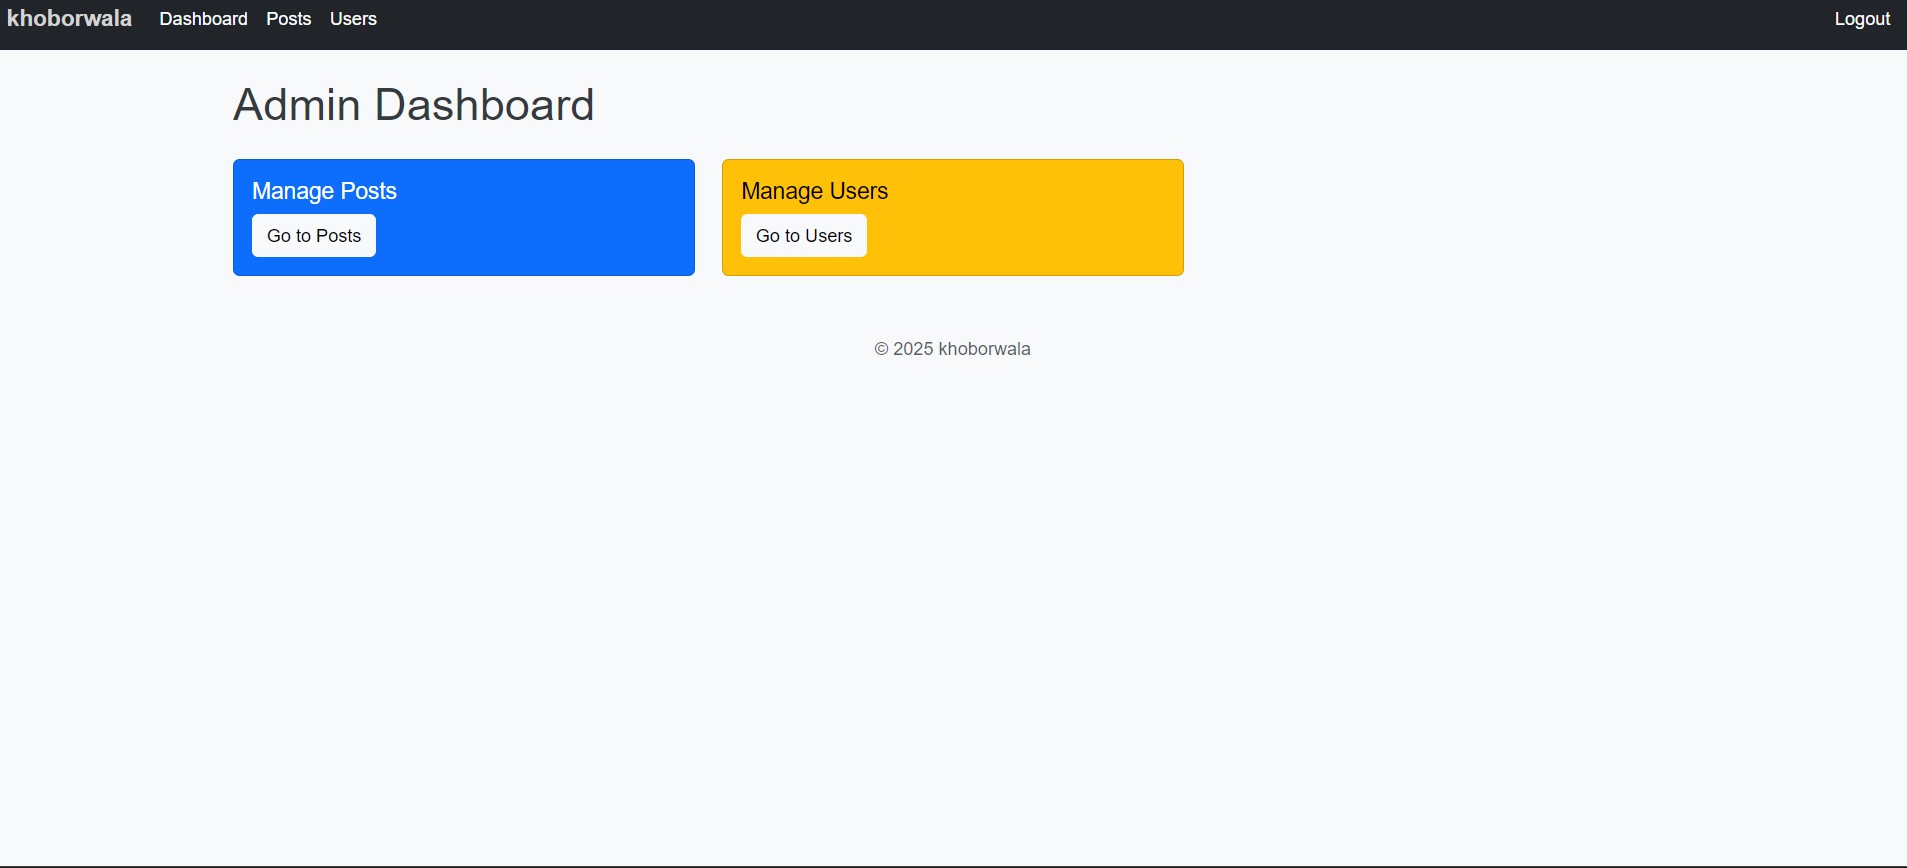 khoborwala Dashboard Posts Users Logout
Admin Dashboard
Manage Posts
Go to Posts
Manage Users
Go to Users
© 2025 khoborwala